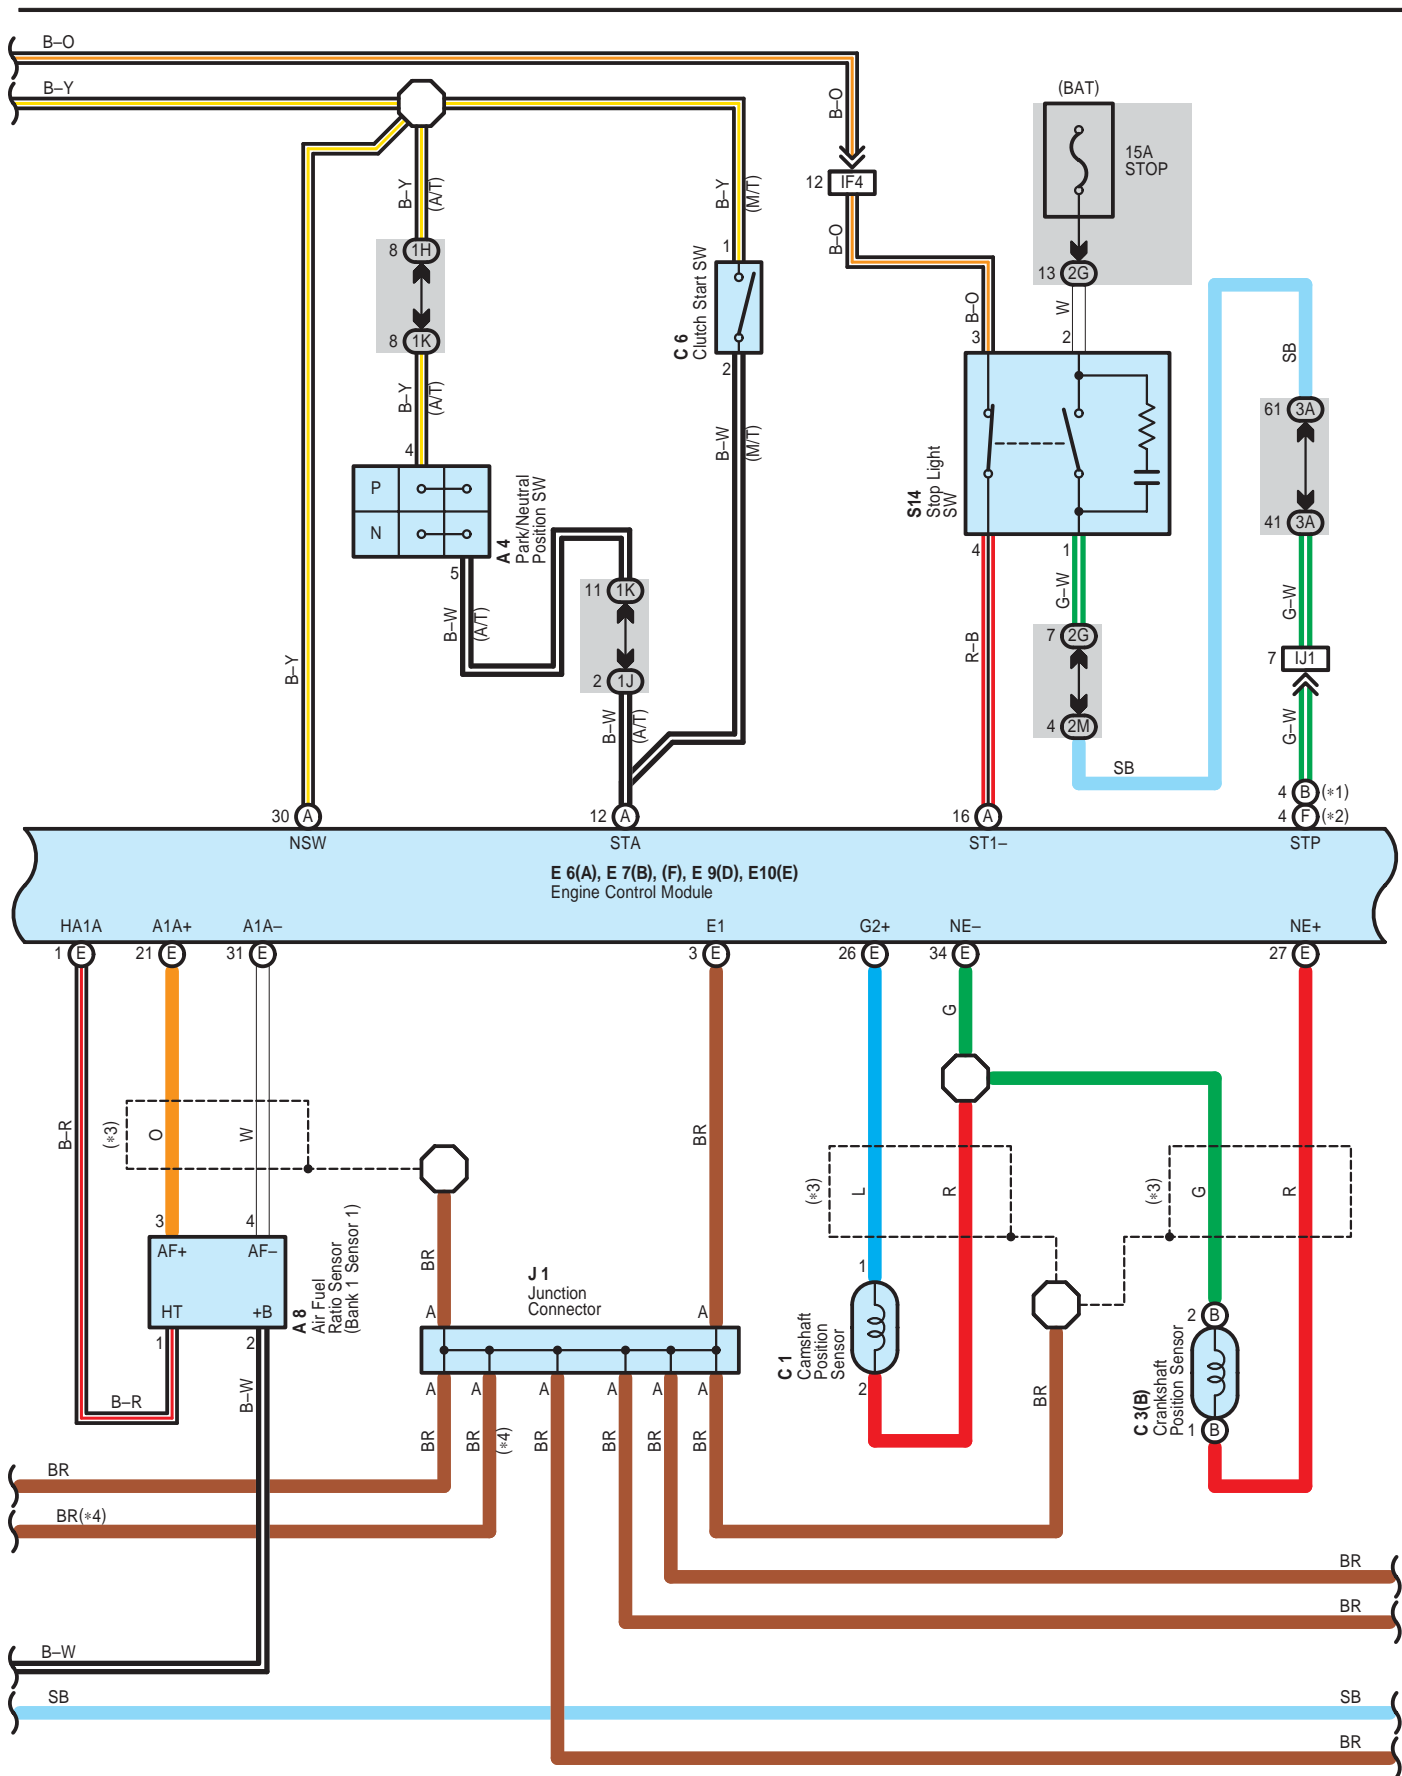 B–O
B–Y
(BAT)
15A
STOP
B–O
12 IF4
B–Y
(A/T)
B–Y
(M/T)
B–O
8 1H
1
13 2G
C 6
Clutch Start SW
B–O
W
8 1K
3
2
SB
2
B–Y
(A/T)
61 3A
4
B–W
(M/T)
P
N
A 4
Park/Neutral
Position SW
S14
Stop Light
SW
41 3A
5
4
1
11 1K
G–W
G–W
B–W
(A/T)
R–B
7 2G
B–Y
7 IJ1
2 1J
B–W
(A/T)
4 2M
G–W
SB
4 B (*1)
30 A
12 A
16 A
4 F (*2)
NSW
STA
ST1–
STP
E 6(A), E 7(B), (F), E 9(D), E10(E)
Engine Control Module
HA1A
A1A+
A1A–
E1
G2+
NE–
NE+
1 E
21 E
31 E
3 E
26 E
34 E
27 E
G
B–R
(*3)
O
W
BR
(*3)
L
R
(*3)
G
R
3
4
AF+
AF–
HT
+B
A 8
Air Fuel
Ratio Sensor
(Bank 1 Sensor 1)
BR
J 1
Junction
Connector
1
A
A
2 B
1
2
C 1
Camshaft
Position
Sensor
C 3(B)
Crankshaft
Position Sensor
B–R
B–W
A
A
A
A
A
A
2
BR
1 B
BR
BR
(*4)
BR
BR
BR
BR
BR
BR(*4)
BR
BR
B–W
SB
SB
BR